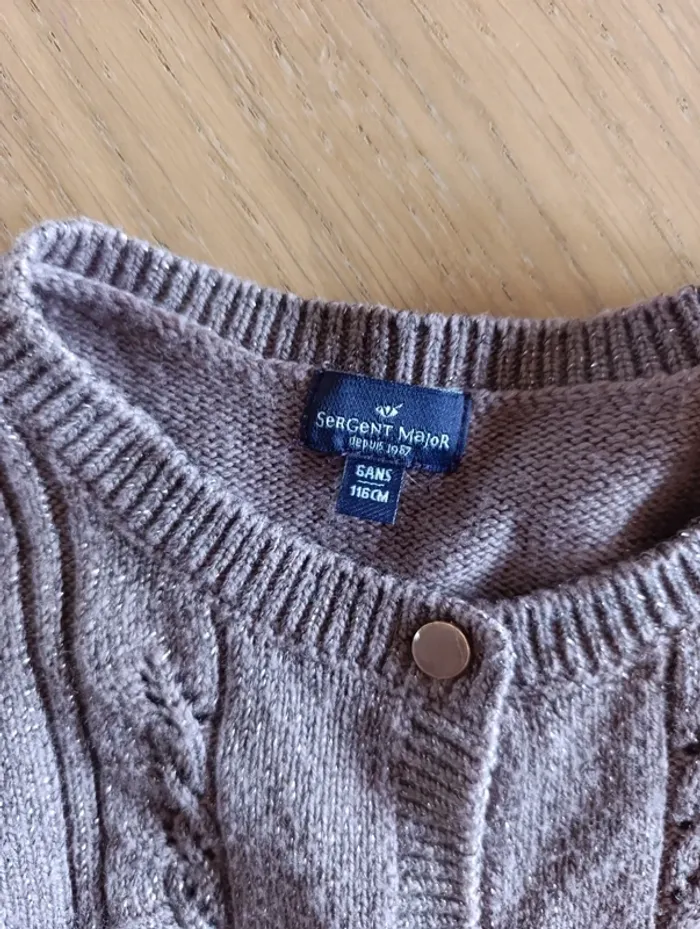 SeRGeNT MaJoR
depuis 1987
6ANS
116CM